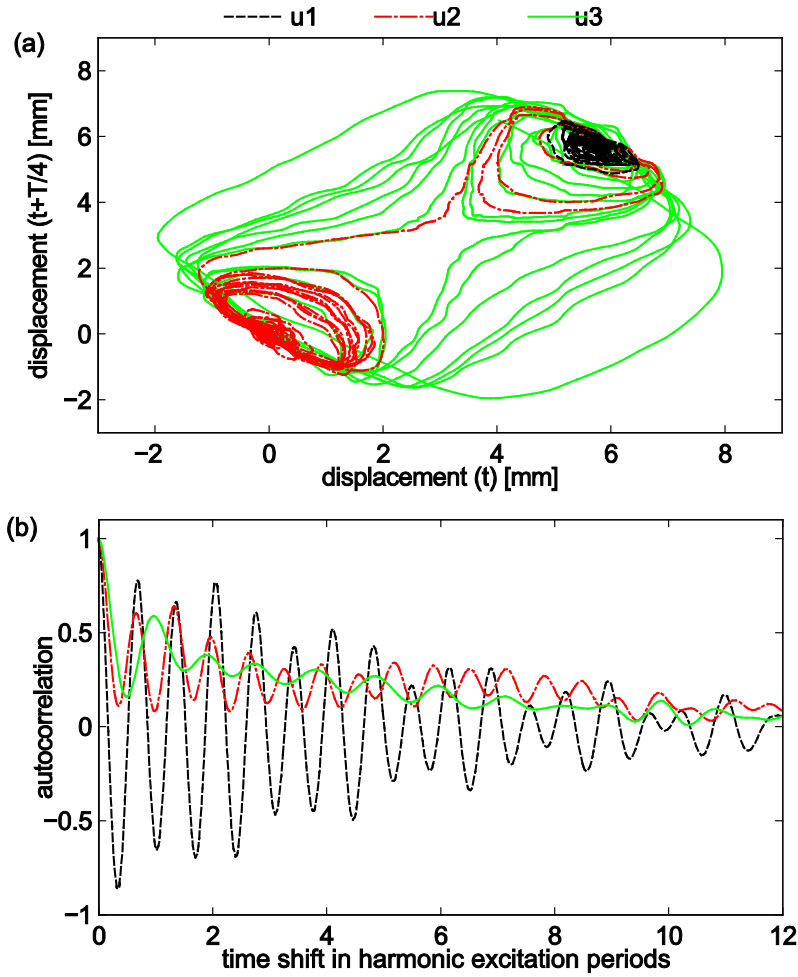 u1 u2 u3
(a)
8
6
4
2
0
−2
displacement (t+T/4) [mm]
−2 0 2 4 6 8
displacement (t) [mm]
(b)
1
0.5
0
−0.5
−1
autocorrelation
0 2 4 6 8 10 12
time shift in harmonic excitation periods